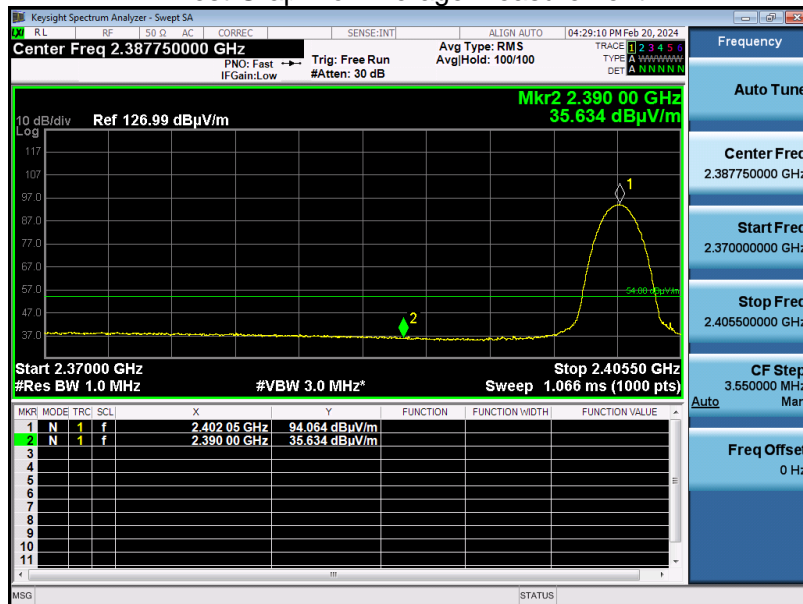 Keysight Spectrum Analyzer - Swept SA
RL RF 50 Ω AC CORREC SENSE:INT ALIGN AUTO 04:29:10 PM Feb 20, 2024
Center Freq 2.387750000 GHz
PNO: Fast
IFGain:Low
Trig: Free Run
#Atten: 30 dB
Avg Type: RMS
Avg|Hold: 100/100
TRACE 1 2 3 4 5 6
TYPE A WWWWW
DET A N N N N N
Mkr2 2.390 00 GHz
35.634 dBµV/m
10 dB/div Ref 126.99 dBµV/m
Log
117
107
97.0
87.0
77.0
67.0
57.0
47.0
37.0
1
2
54.00 dBµV/m
Start 2.37000 GHz Stop 2.40550 GHz
#Res BW 1.0 MHz #VBW 3.0 MHz* Sweep 1.066 ms (1000 pts)
MKR MODE TRC SCL X Y FUNCTION FUNCTION WIDTH FUNCTION VALUE
1 N 1 f 2.402 05 GHz 94.064 dBµV/m
2 N 1 f 2.390 00 GHz 35.634 dBµV/m
3
4
5
6
7
8
9
10
11
MSG STATUS
Frequency
Auto Tune
Center Freq
2.387750000 GHz
Start Freq
2.370000000 GHz
Stop Freq
2.405500000 GHz
CF Step
3.550000 MHz
Auto Man
Freq Offset
0 Hz